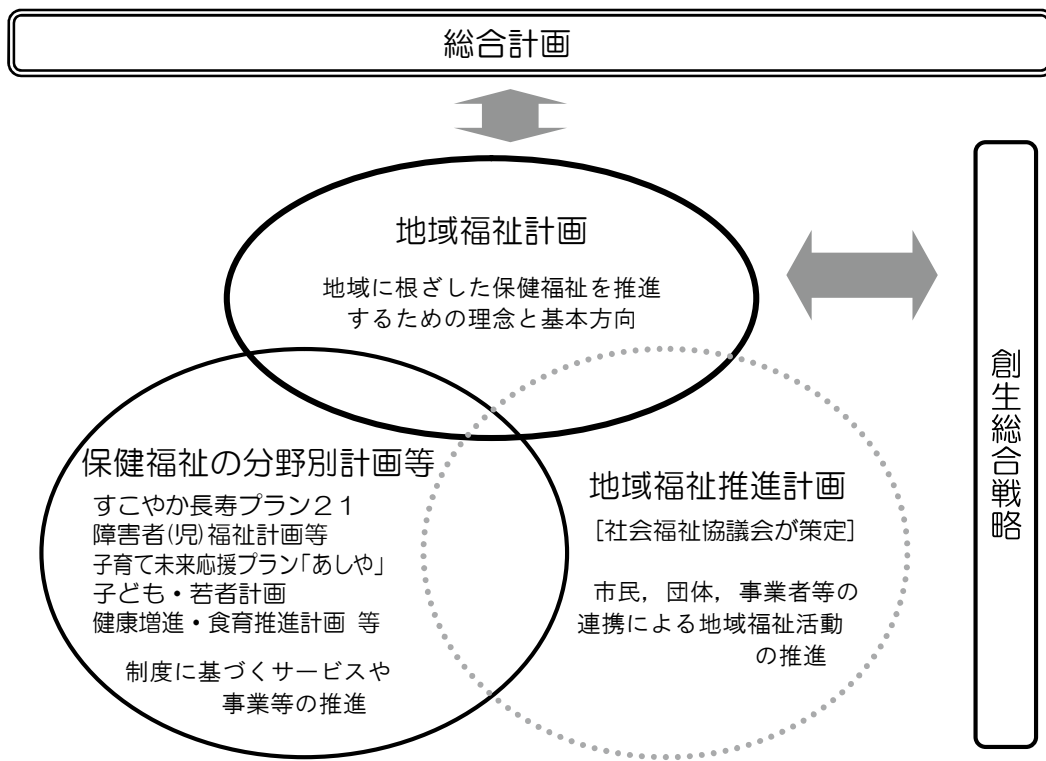 総合計画
地域福祉計画
地域に根ざした保健福祉を推進
するための理念と基本方向
保健福祉の分野別計画等
すこやか長寿プラン２１
障害者(児)福祉計画等
子育て未来応援プラン「あしや」
子ども・若者計画
健康増進・食育推進計画 等
制度に基づくサービスや
事業等の推進
地域福祉推進計画
[社会福祉協議会が策定]
市民，団体，事業者等の
連携による地域福祉活動
の推進
創生総合戦略